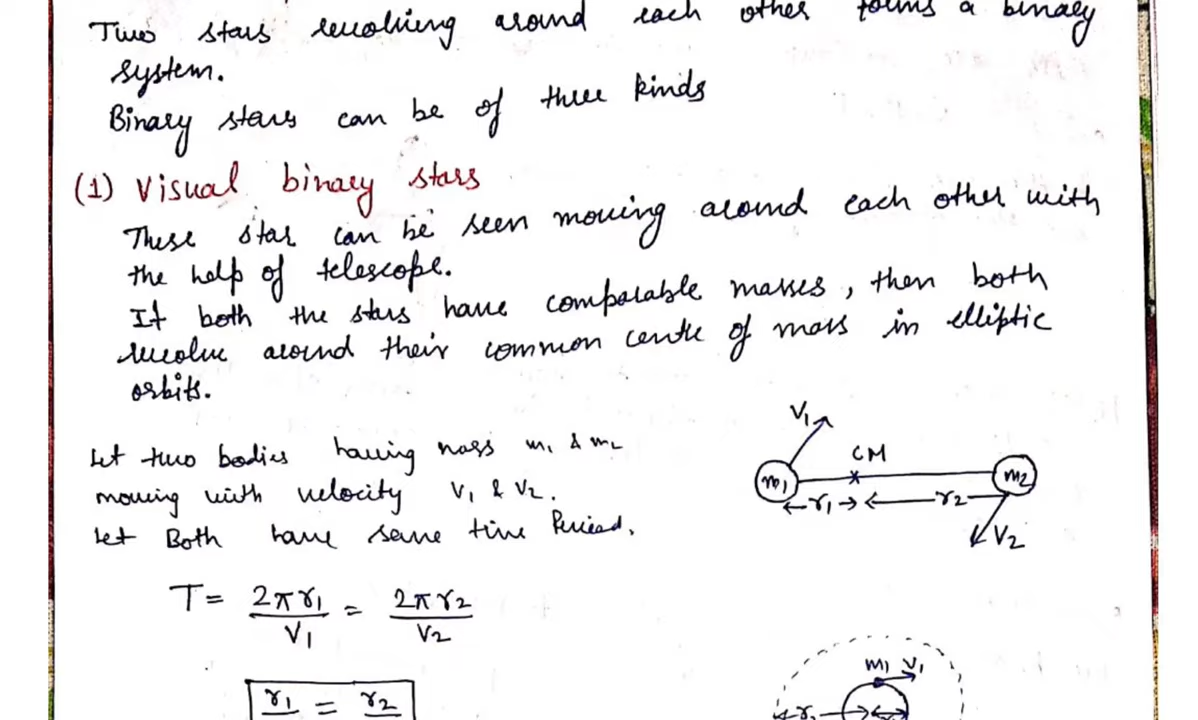 Two stars revolving around each other forms a binary
system.
Binary stars can be of three kinds
(1) Visual binary stars
These star can be seen moving around each other with
the help of telescope.
If both the stars have comparable masses, then both
revolve around their common centre of mass in elliptic
orbits.
Let two bodies having mass m1 & m2
moving with velocity V1 & V2.
Let Both have same time Period.
V1
CM
m1
m2
r1
r2
V2
T = 2πr1/V1 = 2πr2/V2
m1 V1
r1 = r2